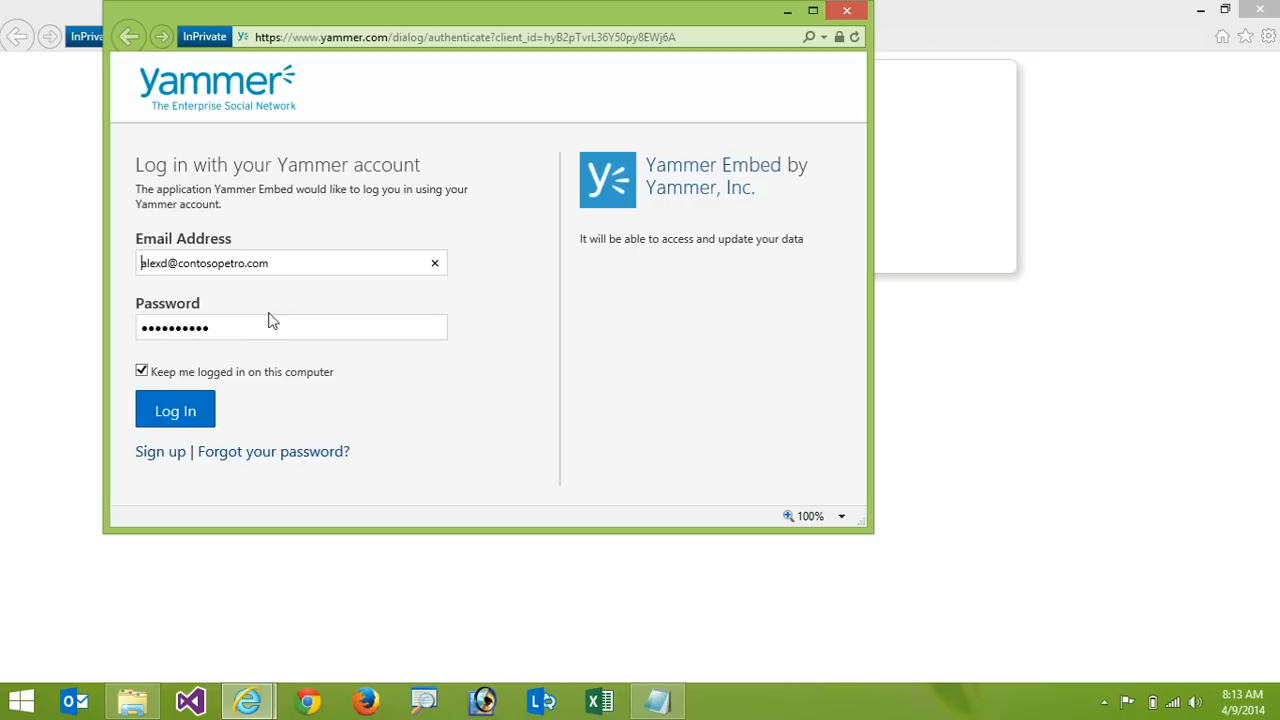 InPriva
InPrivate
https://www.yammer.com/dialog/authenticate?client_id=hyB2pTvrL36Y50py8EWj6A
yammer
The Enterprise Social Network
Log in with your Yammer account
The application Yammer Embed would like to log you in using your
Yammer account.
Email Address
alexd@contosopetro.com
Password
Keep me logged in on this computer
Log In
Sign up | Forgot your password?
Yammer Embed by
Yammer, Inc.
It will be able to access and update your data
100%
8:13 AM
4/9/2014